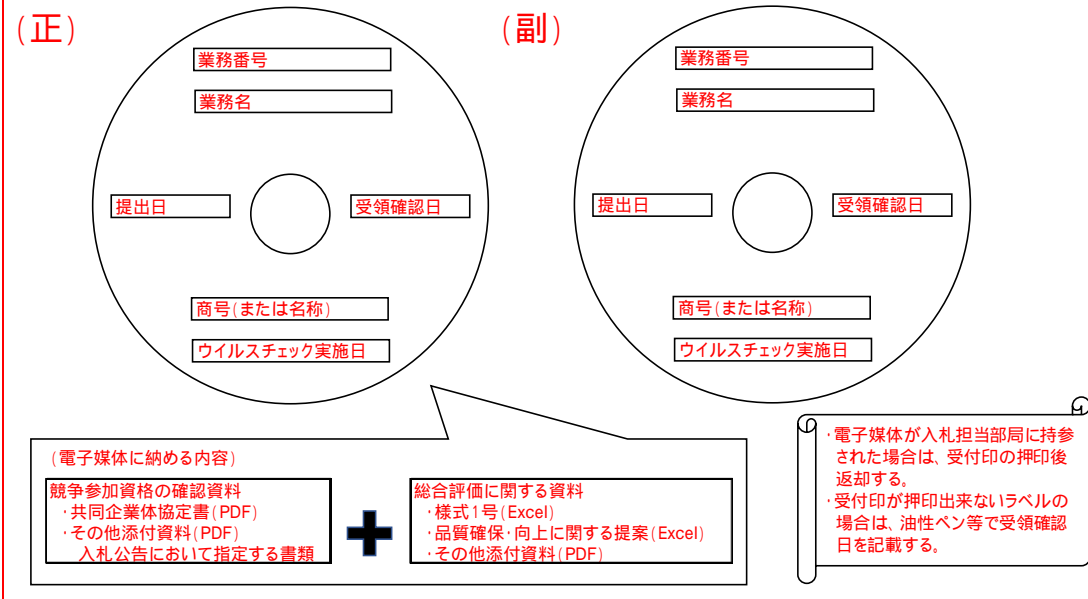 (正)
業務番号
業務名
提出日
受領確認日
商号(または名称)
ウイルスチェック実施日
(副)
業務番号
業務名
提出日
受領確認日
商号(または名称)
ウイルスチェック実施日
(電子媒体に納める内容)
競争参加資格の確認資料
・共同企業体協定書(PDF)
・その他添付資料(PDF)
入札公告において指定する書類
総合評価に関する資料
・様式1号(Excel)
・品質確保・向上に関する提案(Excel)
・その他添付資料(PDF)
・電子媒体が入札担当部局に持参
された場合は、受付印の押印後
返却する。
・受付印が押印出来ないラベルの
場合は、油性ペン等で受領確認
日を記載する。